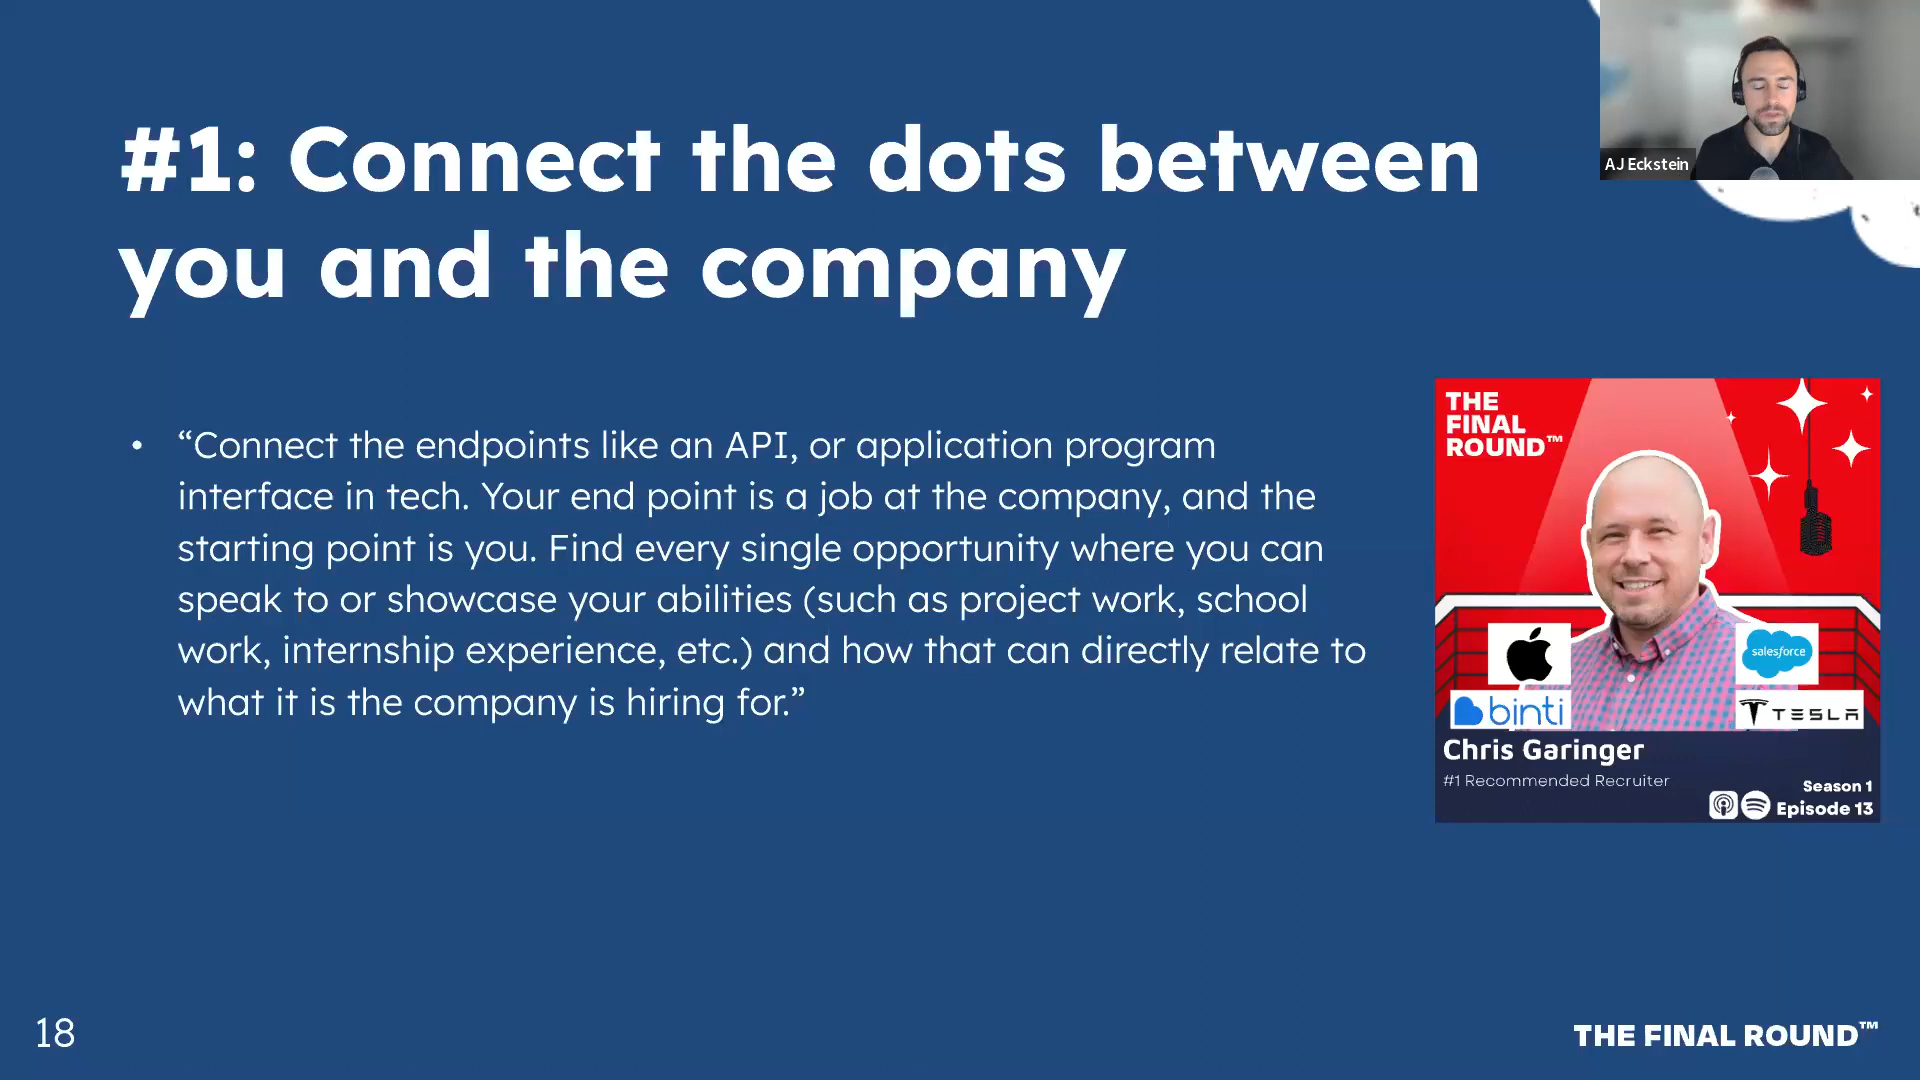 #1: Connect the dots between
you and the company
AJ Eckstein
• “Connect the endpoints like an API, or application program
interface in tech. Your end point is a job at the company, and the
starting point is you. Find every single opportunity where you can
speak to or showcase your abilities (such as project work, school
work, internship experience, etc.) and how that can directly relate to
what it is the company is hiring for.”
THE
FINAL
ROUND™
salesforce
binti
TESLA
Chris Garinger
#1 Recommended Recruiter
Season 1
Episode 13
18
THE FINAL ROUND™